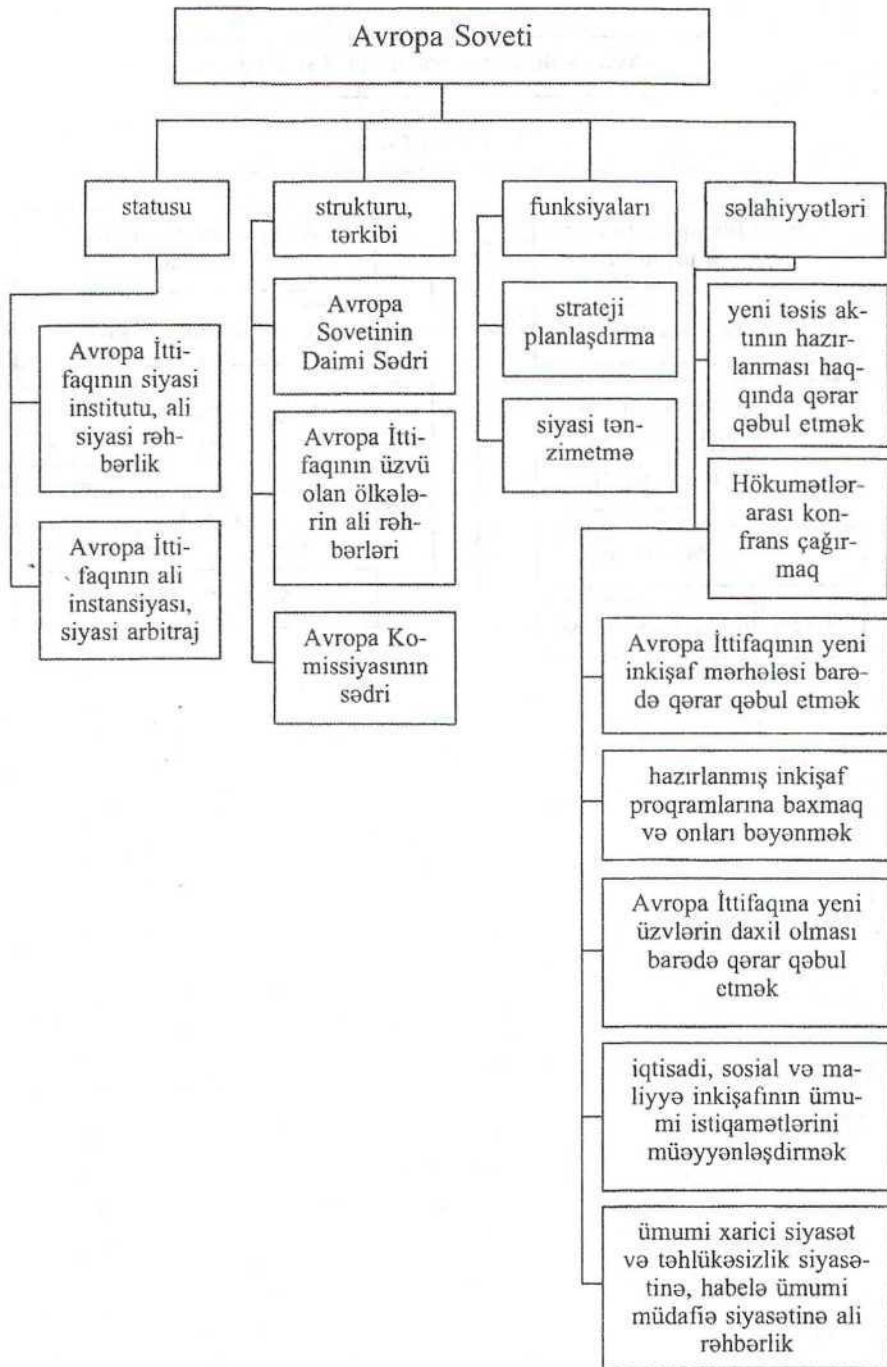 Avropa Soveti
statusu
Avropa İtti-
faqının siyasi
institutu, ali
siyasi rəh-
bərlik
Avropa İtti-
faqının ali
instansiyası,
siyasi arbitraj
strukturu,
tərkibi
Avropa
Sovetinin
Daimi Sədri
Avropa İtti-
faqının üzvü
olan ölkələ-
rin ali rəh-
bərləri
Avropa Ko-
missiyasının
sədri
funksiyaları
strateji
planlaşdırma
siyasi tən-
zimetmə
səlahiyyətləri
yeni təsis ak-
tının hazır-
lanması haq-
qında qərar
qəbul etmək
Hökumətlər-
arası kon-
frans çağır-
maq
Avropa İttifaqının yeni
inkişaf mərhələsi barə-
də qərar qəbul etmək
hazırlanmış inkişaf
proqramlarına baxmaq
və onları bəyənmək
Avropa İttifaqına yeni
üzvlərin daxil olması
barədə qərar qəbul
etmək
iqtisadi, sosial və ma-
liyyə inkişafının ümu-
mi istiqamətlərini
müəyyənləşdirmək
ümumi xarici siyasət
və təhlükəsizlik siyasə-
tinə, habelə ümumi
müdafiə siyasətinə ali
rəhbərlik